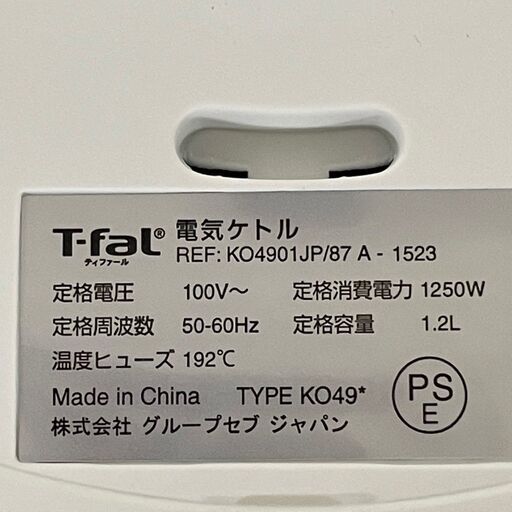 T-fal® 電気ケトル
ティファール REF: KO4901JP/87 A - 1523
定格電圧 100V～ 定格消費電力 1250W
定格周波数 50-60Hz 定格容量 1.2L
温度ヒューズ 192℃
Made in China TYPE KO49*
株式会社 グループセブ ジャパン
PS
E